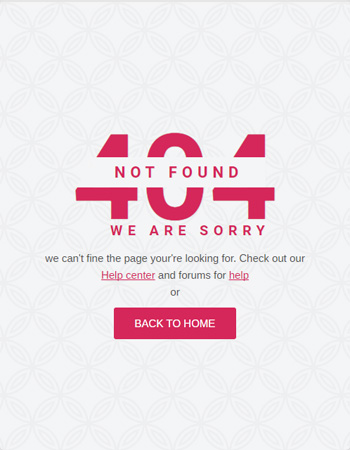 404
NOT FOUND
WE ARE SORRY
we can't fine the page your're looking for. Check out our
Help center and forums for help
or
BACK TO HOME